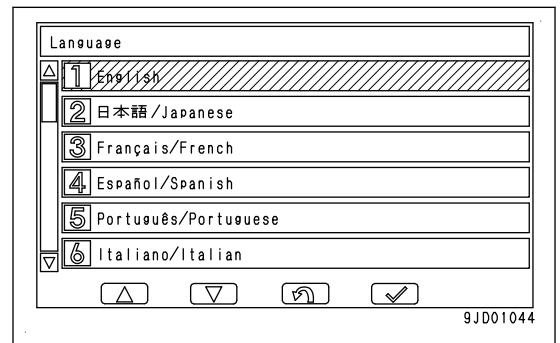 Language
1 English
2 日本語/Japanese
3 Français/French
4 Español/Spanish
5 Português/Portuguese
6 Italiano/Italian
9JD01044